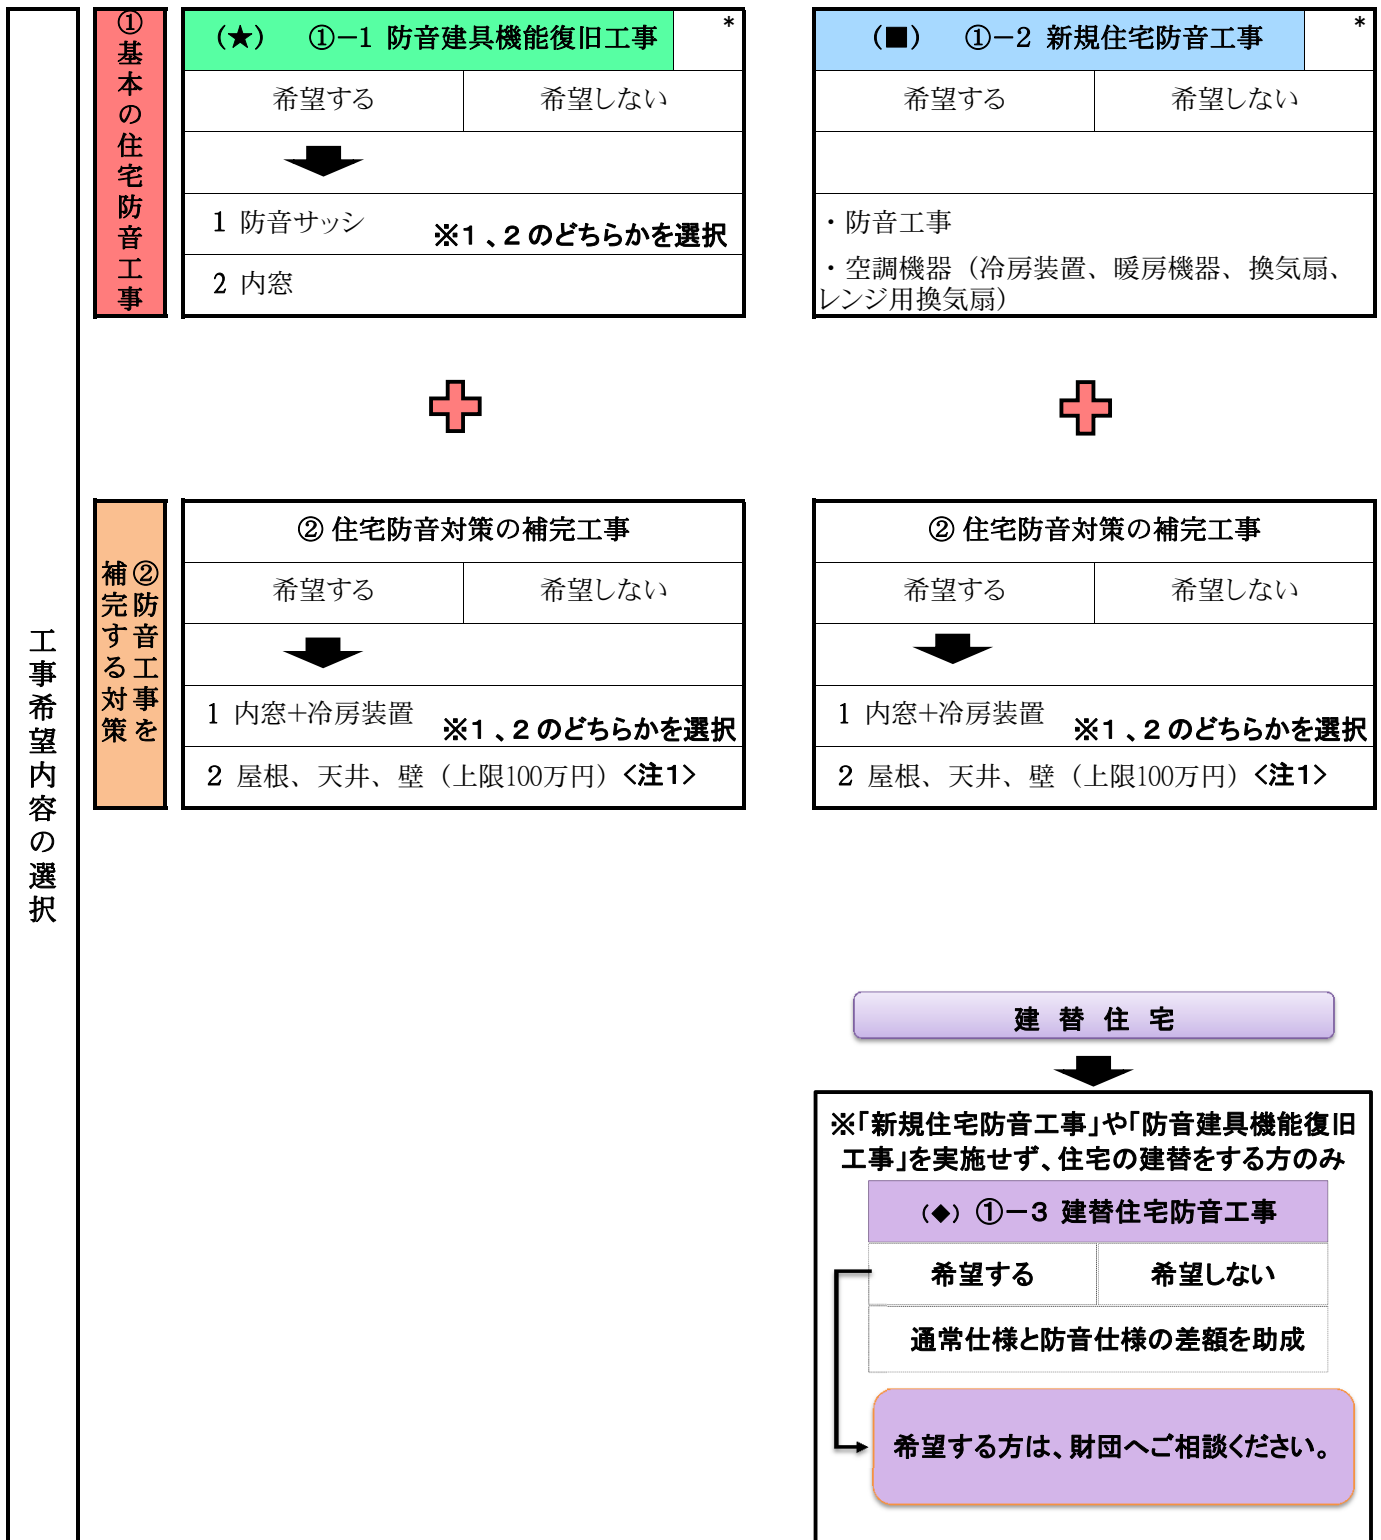 工事希望内容の選択
①基本の住宅防音工事
（★）　①－1 防音建具機能復旧工事
*
希望する
希望しない
1 防音サッシ
※１、２のどちらかを選択
2 内窓
（■）　①－2 新規住宅防音工事
*
希望する
希望しない
・防音工事
・空調機器（冷房装置、暖房機器、換気扇、
レンジ用換気扇）
②防音工事を
補完する対策
② 住宅防音対策の補完工事
希望する
希望しない
1 内窓+冷房装置
※１、２のどちらかを選択
2 屋根、天井、壁（上限100万円）<注1>
② 住宅防音対策の補完工事
希望する
希望しない
1 内窓+冷房装置
※１、２のどちらかを選択
2 屋根、天井、壁（上限100万円）<注1>
建 替 住 宅
※「新規住宅防音工事」や「防音建具機能復旧
工事」を実施せず、住宅の建替をする方のみ
（◆）①－３ 建替住宅防音工事
希望する
希望しない
通常仕様と防音仕様の差額を助成
希望する方は、財団へご相談ください。